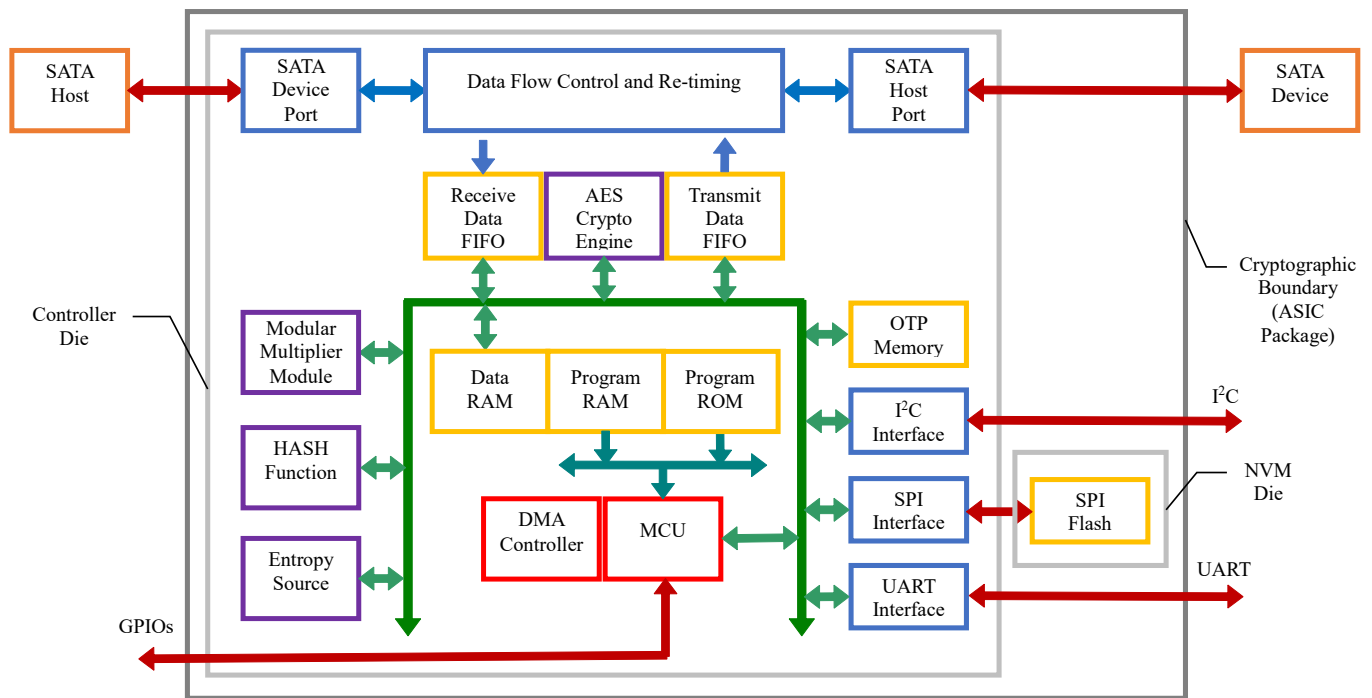 SATA
Host
SATA
Device
Port
Data Flow Control and Re-timing
SATA
Host
Port
SATA
Device
Receive
Data
FIFO
AES
Crypto
Engine
Transmit
Data
FIFO
Cryptographic
Boundary
(ASIC
Package)
Controller
Die
Modular
Multiplier
Module
OTP
Memory
Data
RAM
Program
RAM
Program
ROM
I²C
Interface
I²C
HASH
Function
SPI
Interface
SPI
Flash
NVM
Die
DMA
Controller
MCU
Entropy
Source
UART
Interface
UART
GPIOs